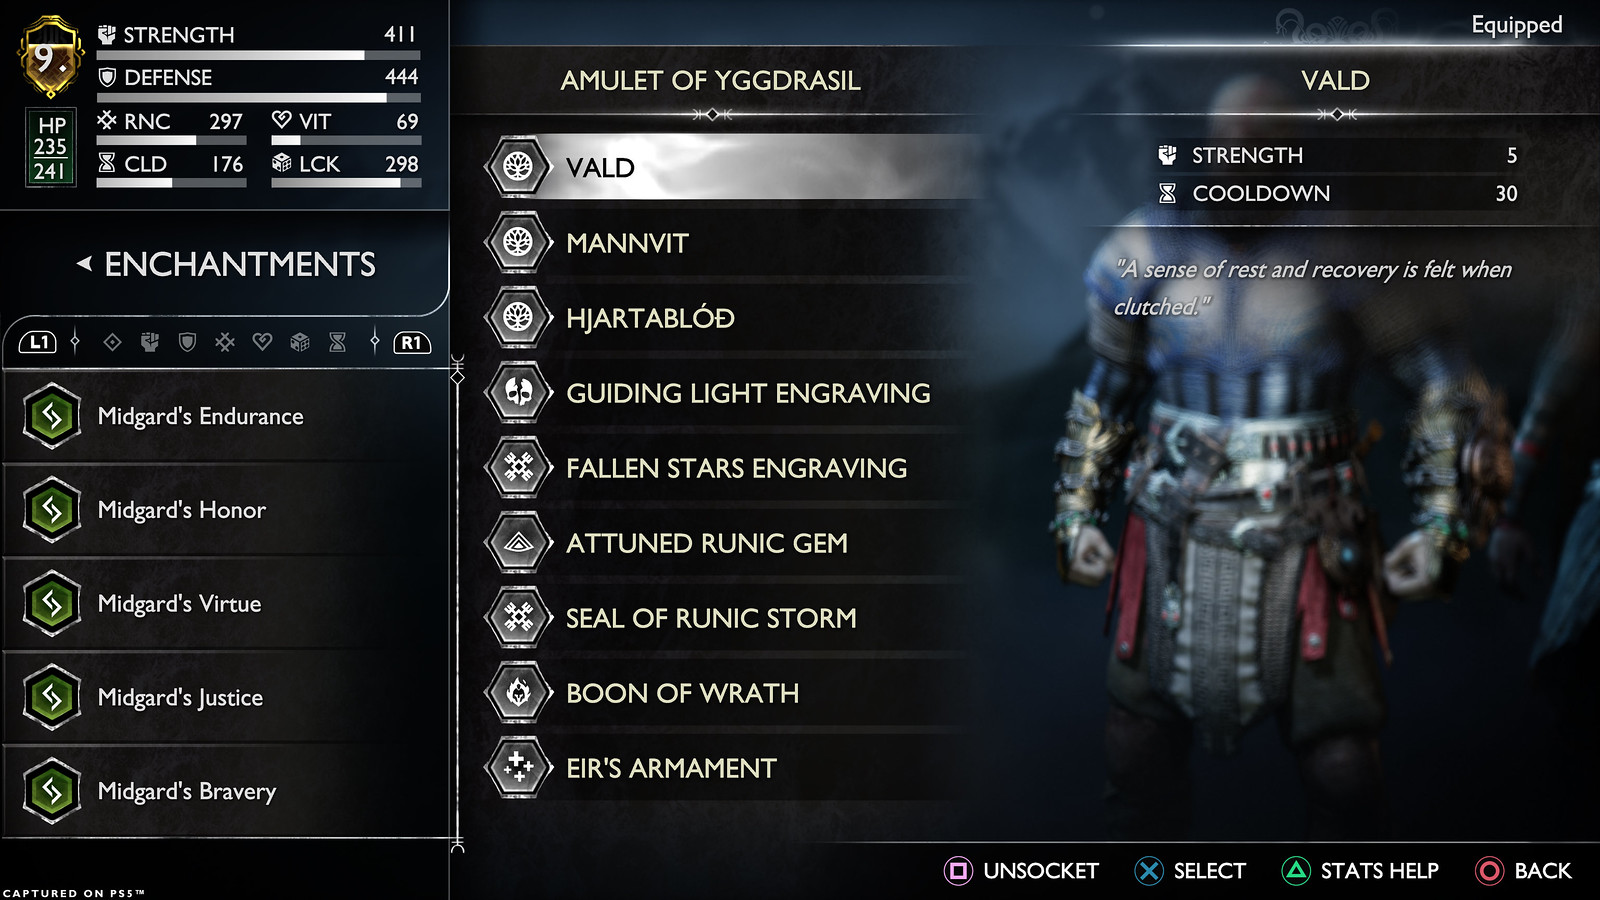 9.
STRENGTH 411
DEFENSE 444
HP
235
241
RNC 297
VIT 69
CLD 176
LCK 298
ENCHANTMENTS
L1
R1
Midgard's Endurance
Midgard's Honor
Midgard's Virtue
Midgard's Justice
Midgard's Bravery
CAPTURED ON PS5™
AMULET OF YGGDRASIL
VALD
MANNVIT
HJARTABLÓÐ
GUIDING LIGHT ENGRAVING
FALLEN STARS ENGRAVING
ATTUNED RUNIC GEM
SEAL OF RUNIC STORM
BOON OF WRATH
EIR'S ARMAMENT
Equipped
VALD
STRENGTH 5
COOLDOWN 30
"A sense of rest and recovery is felt when
clutched."
UNSOCKET
SELECT
STATS HELP
BACK